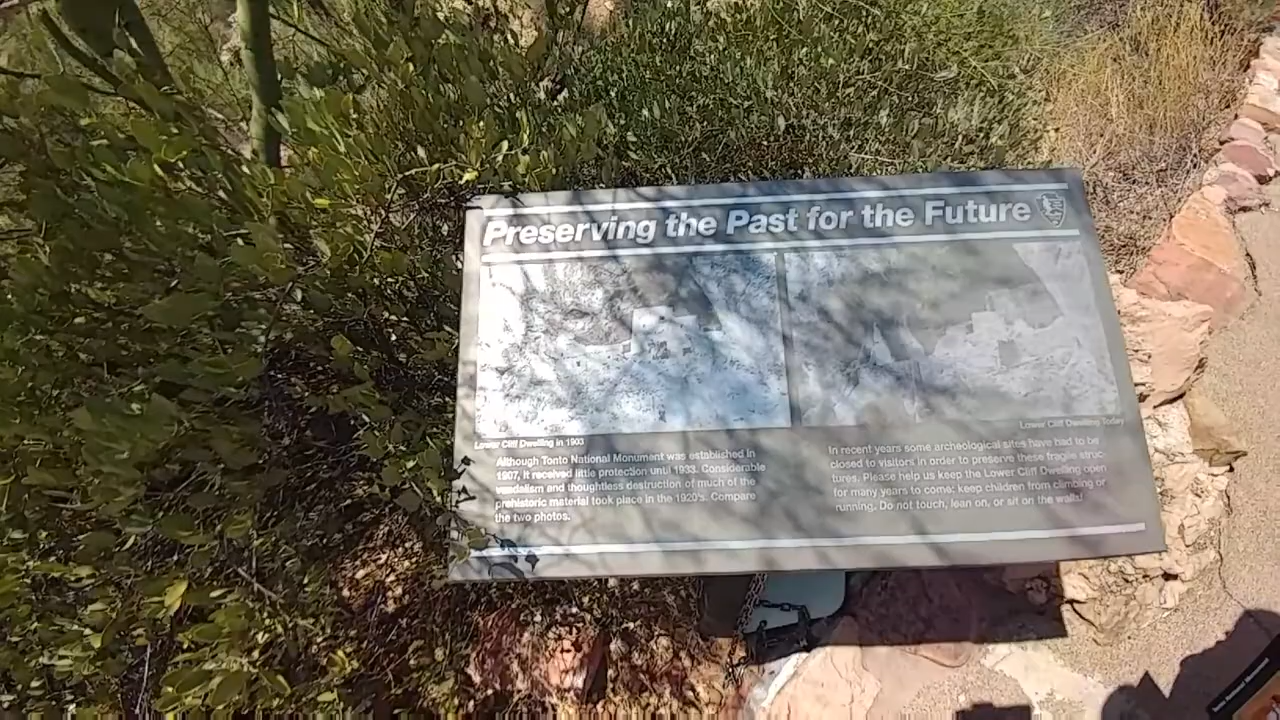 Preserving the Past for the Future
Lower Cliff Dwelling in 1903
Although Tonto National Monument was established in
1907, it received little protection until 1933. Considerable
vandalism and thoughtless destruction of much of the
prehistoric material took place in the 1920's. Compare
the two photos.
Lower Cliff Dwelling Today
In recent years some archeological sites have had to be
closed to visitors in order to preserve these fragile struc-
tures. Please help us keep the Lower Cliff Dwelling open
for many years to come: keep children from climbing or
running. Do not touch, lean on, or sit on the walls!